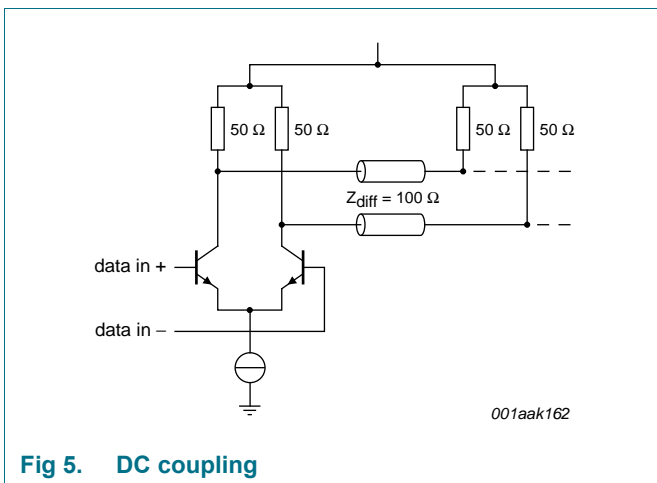 50 Ω 50 Ω 50 Ω 50 Ω
Zdiff = 100 Ω
data in +
data in −
001aak162
Fig 5. DC coupling